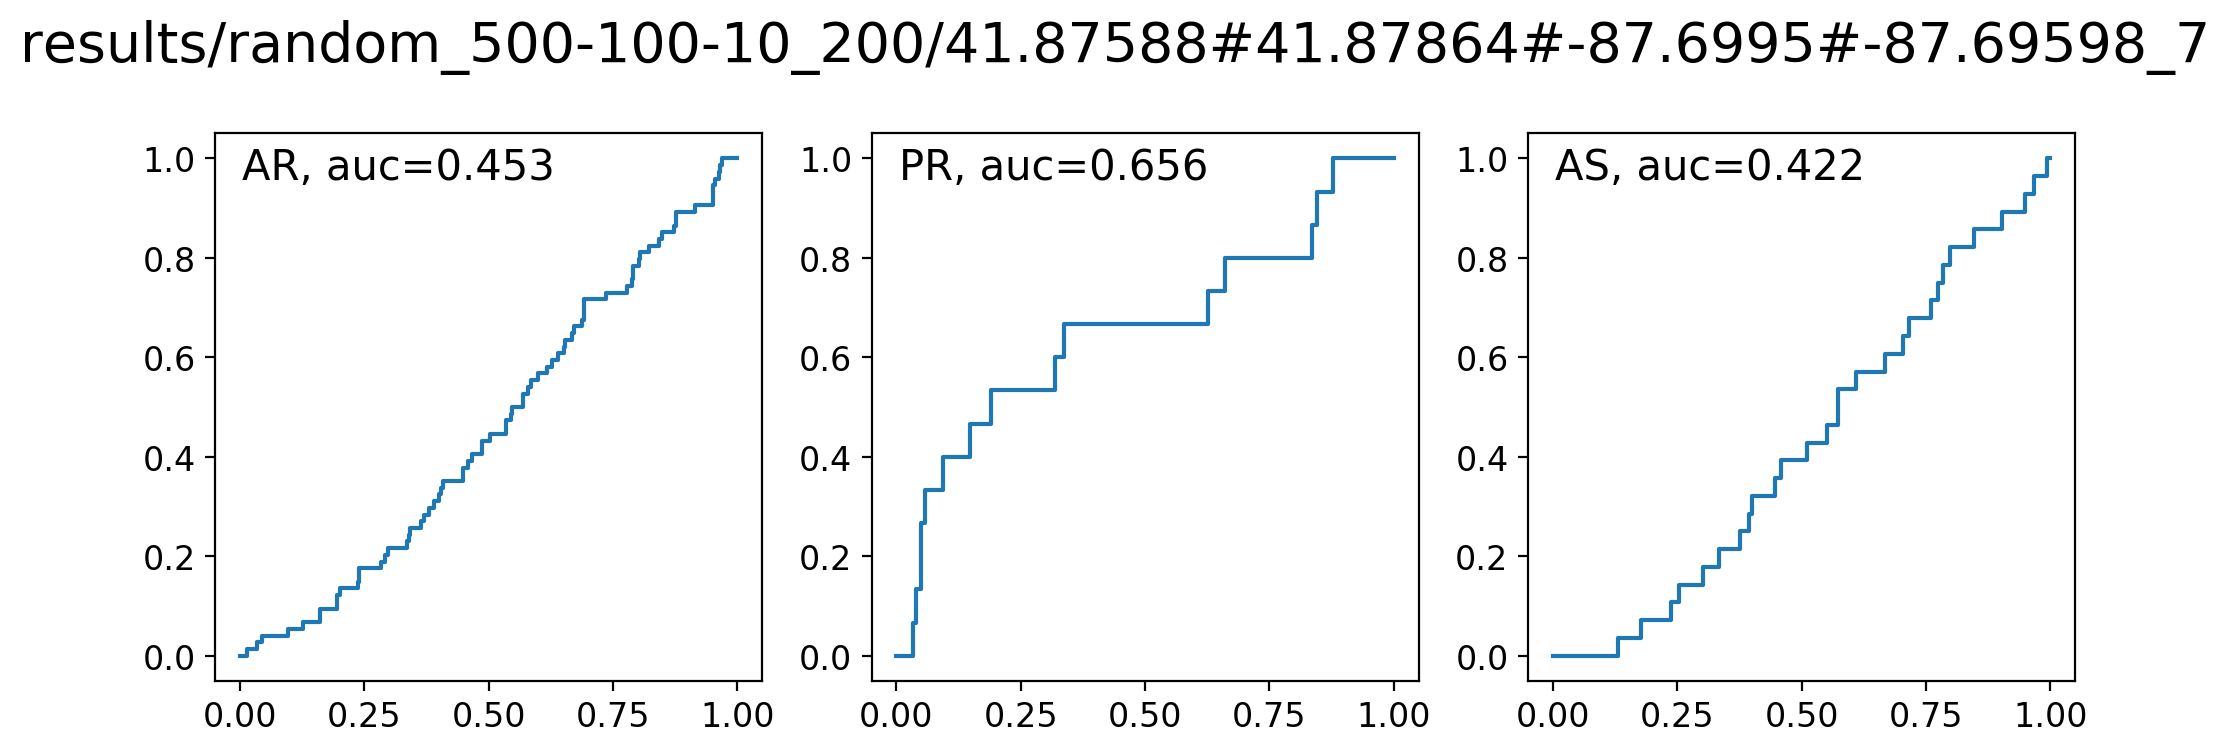 results/random_500-100-10_200/41.87588#41.87864#-87.6995#-87.69598_7
AR, auc=0.453
1.0
0.8
0.6
0.4
0.2
0.0
0.00 0.25 0.50 0.75 1.00
PR, auc=0.656
1.0
0.8
0.6
0.4
0.2
0.0
0.00 0.25 0.50 0.75 1.00
AS, auc=0.422
1.0
0.8
0.6
0.4
0.2
0.0
0.00 0.25 0.50 0.75 1.00